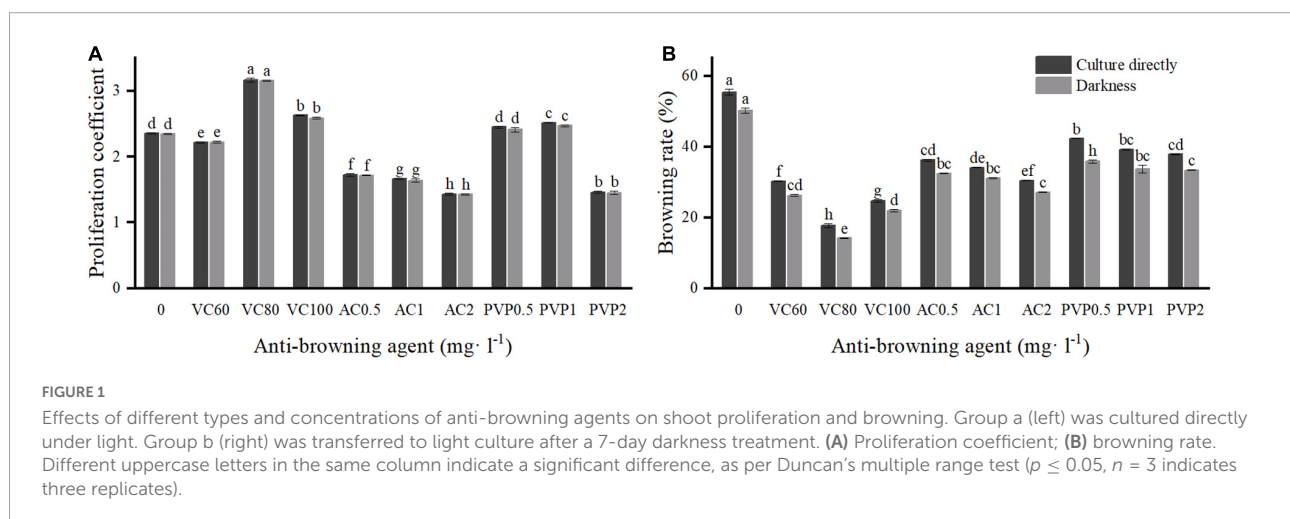 A
Proliferation coefficient
3
2
1
0
d d e e a a b b f f g g h h d d c c b b
0 VC60 VC80 VC100 AC0.5 AC1 AC2 PVP0.5 PVP1 PVP2
Anti-browning agent (mg· l⁻¹)
B
Culture directly
Darkness
Browning rate (%)
60
40
20
0
a a f cd h e g d cd bc de bc ef c b h bc bc cd c
0 VC60 VC80 VC100 AC0.5 AC1 AC2 PVP0.5 PVP1 PVP2
Anti-browning agent (mg· l⁻¹)
FIGURE 1
Effects of different types and concentrations of anti-browning agents on shoot proliferation and browning. Group a (left) was cultured directly
under light. Group b (right) was transferred to light culture after a 7-day darkness treatment. (A) Proliferation coefficient; (B) browning rate.
Different uppercase letters in the same column indicate a significant difference, as per Duncan's multiple range test (p ≤ 0.05, n = 3 indicates
three replicates).